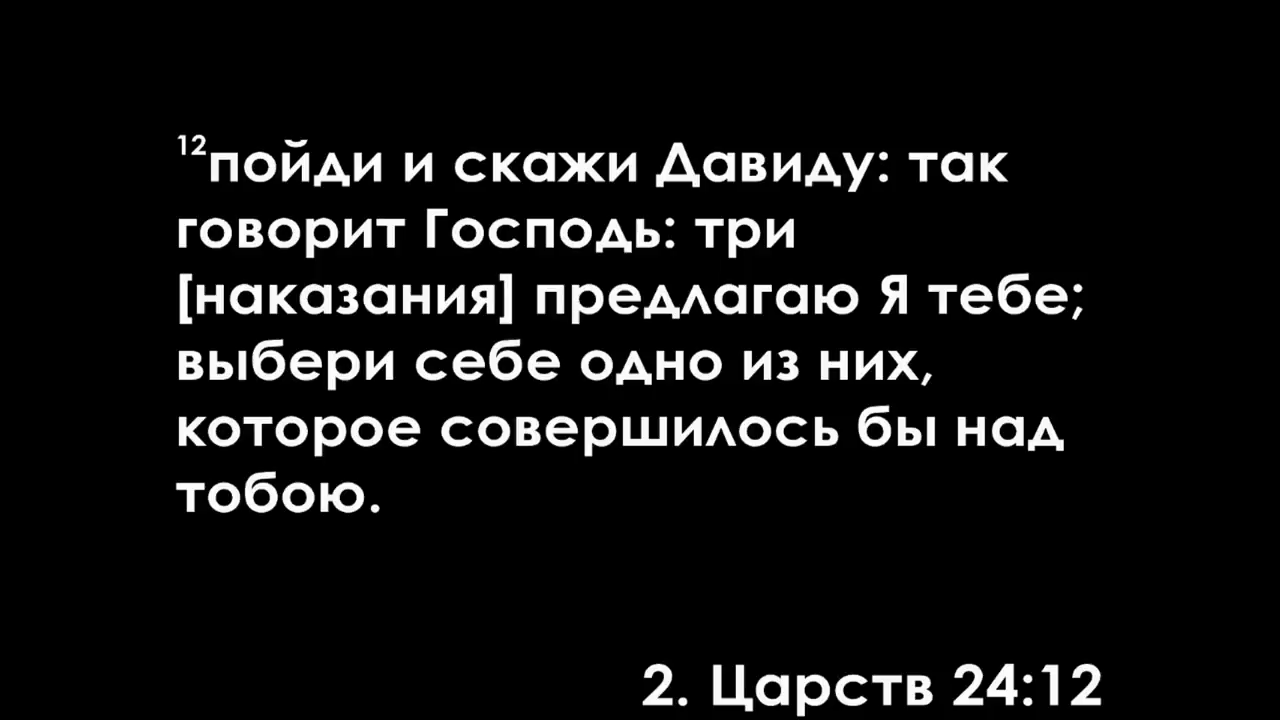 ¹²пойди и скажи Давиду: так
говорит Господь: три
[наказания] предлагаю Я тебе;
выбери себе одно из них,
которое совершилось бы над
тобою.
2. Царств 24:12